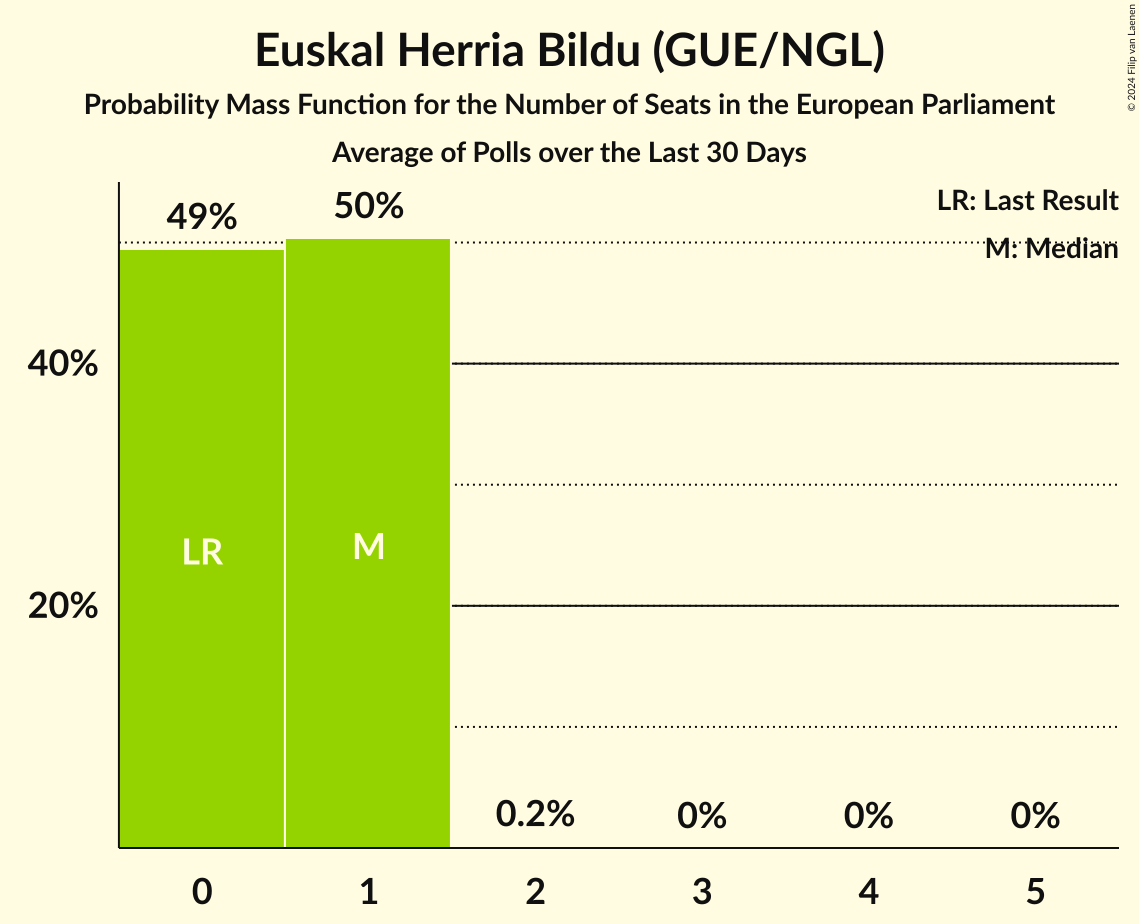 Euskal Herria Bildu (GUE/NGL)
Probability Mass Function for the Number of Seats in the European Parliament
Average of Polls over the Last 30 Days
© 2024 Filip van Laenen
LR: Last Result
M: Median
49%
50%
40%
20%
LR
M
0.2%
0%
0%
0%
0
1
2
3
4
5